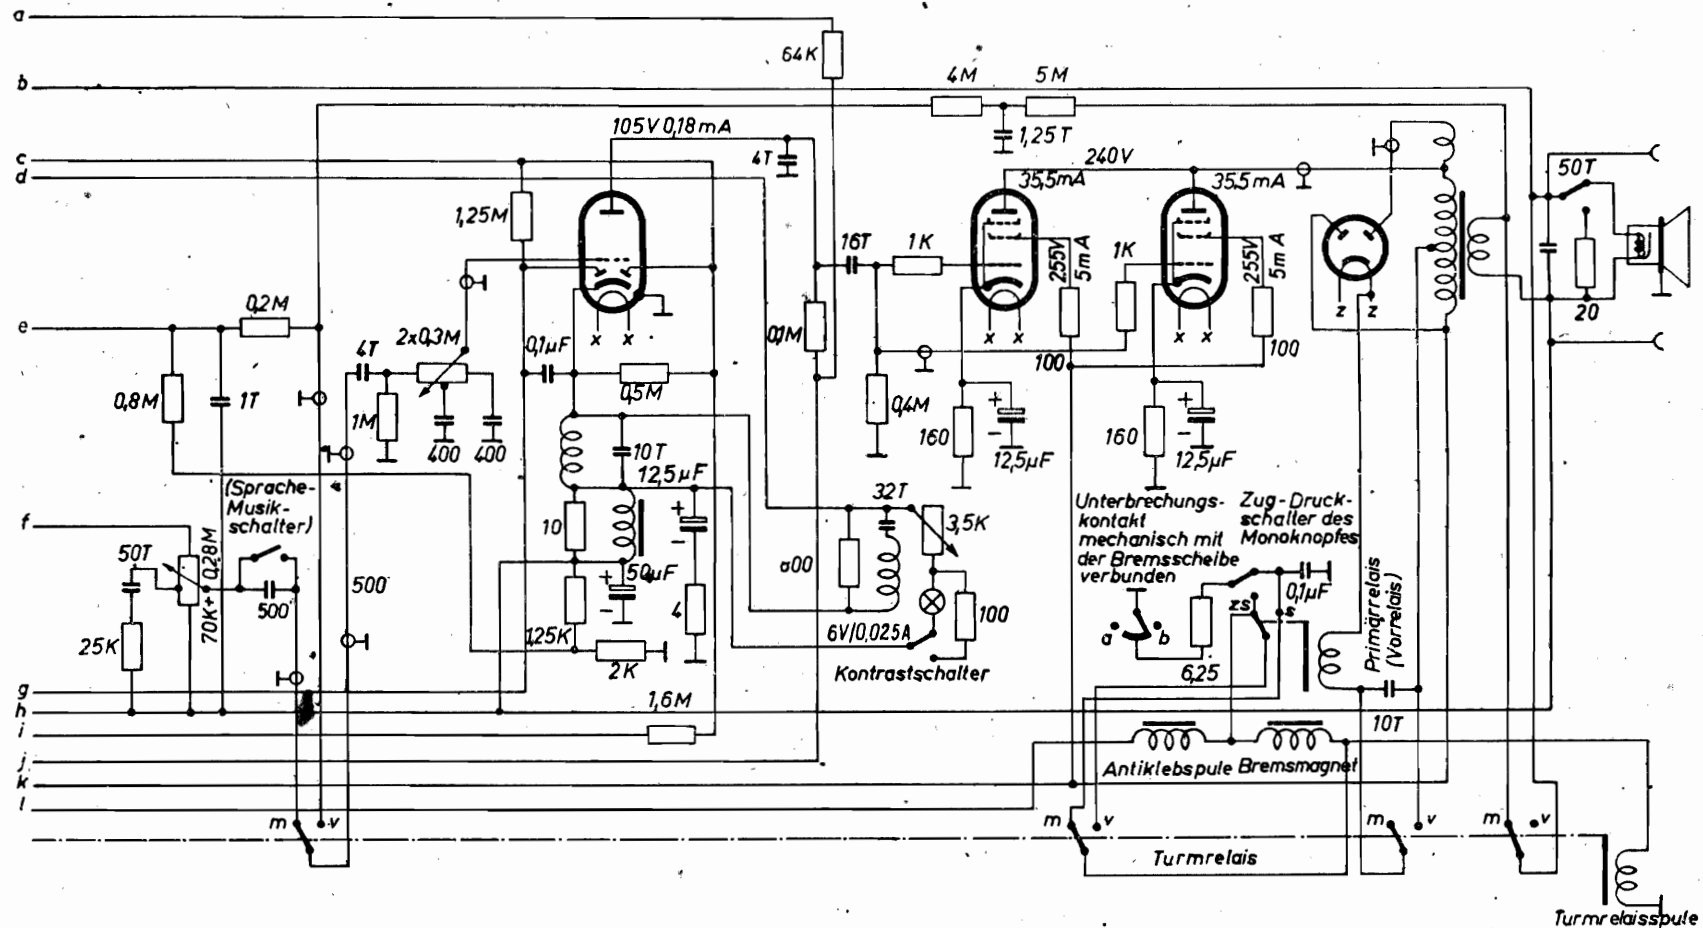 a
64K
b
4M
5M
1,25T
105V 0,18mA
4T
240V
50T
c
d
35,5mA
35,5mA
1,25M
16T
1K
255V
5mA
1K
255V
5mA
e
0,2M
2x0,3M
4T
0,1µF
x x
0,1M
x x
x x
z z
20
100
100
0,8M
1T
1M
400
400
0,5M
0,4M
160
+
-
12,5µF
160
+
-
12,5µF
10T
12,5µF
(Sprache-
Musik-
schalter)
f
50T
70K+0,28M
500
500
25K
10
+
-
50µF
+
-
4
1,25K
2K
32T
3,5K
100
6V/0,025A
Kontrastschalter
Unterbrechungs-
kontakt
mechanisch mit
der Bremsscheibe
verbunden
Zug-Druck-
schalter des
Monoknopfes
a
b
6,25
zs
s
0,1µF
Primärrelais
(Vorrelais)
10T
g
h
i
1,6M
j
k
l
Antiklebspule
Bremsmagnet
m
v
m
v
m
v
m
v
Turmrelais
Turmrelaisspule